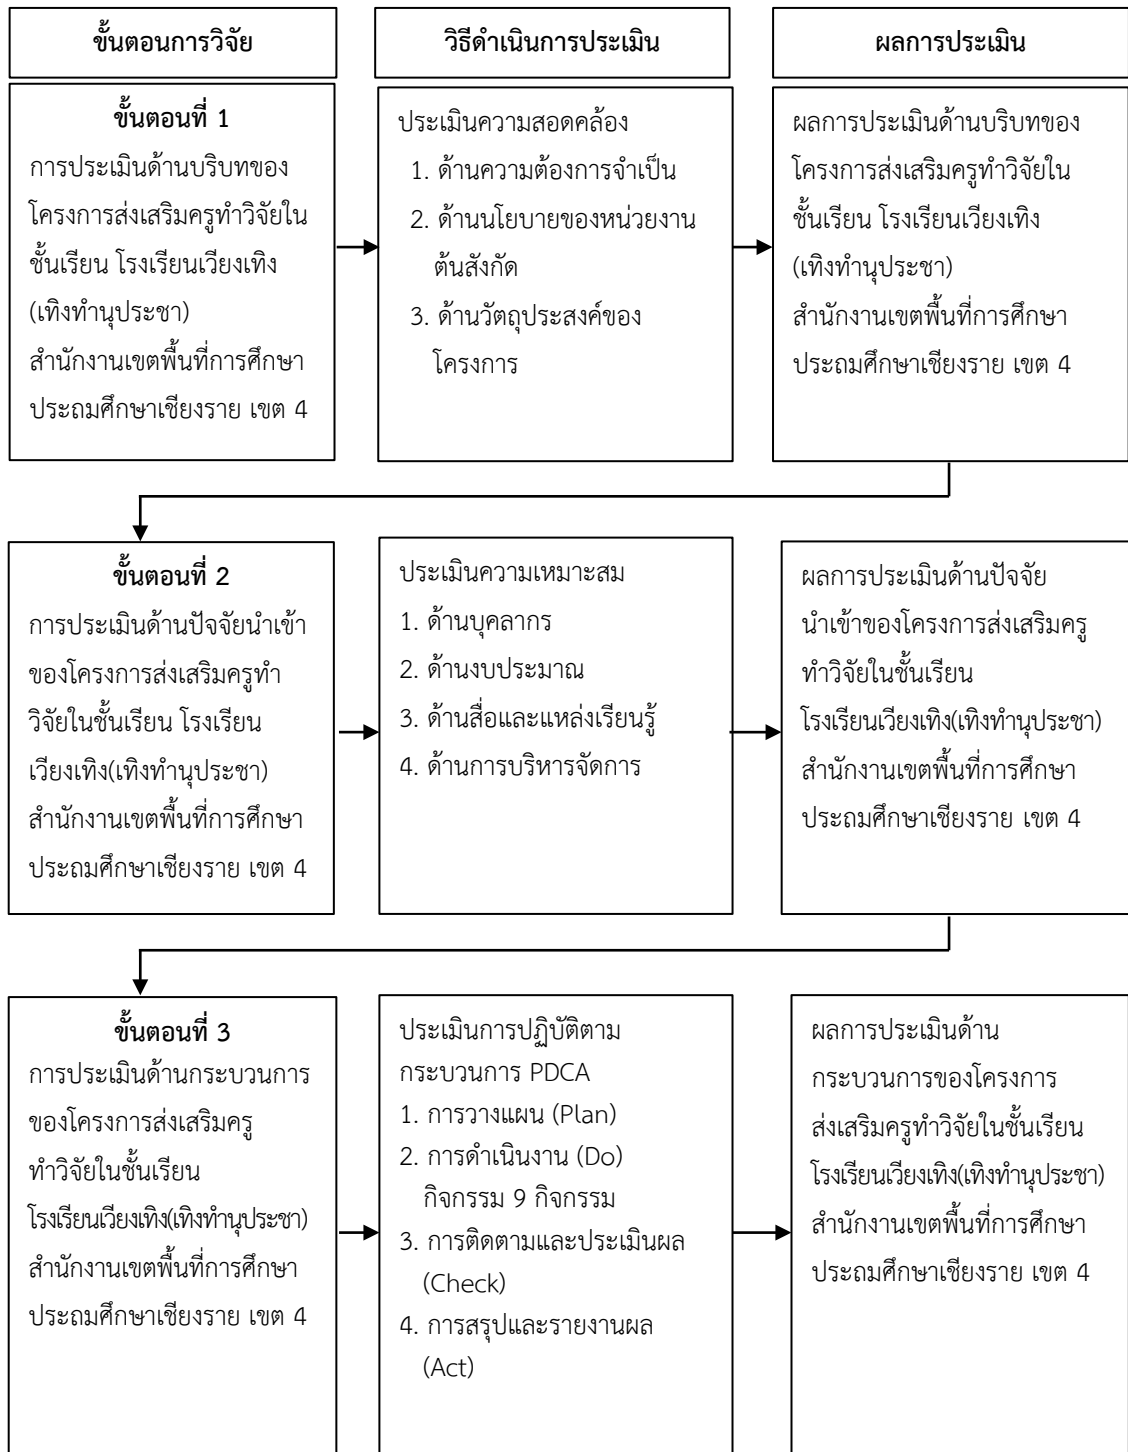 ขั้นตอนการวิจัย
วิธีดำเนินการประเมิน
ผลการประเมิน
ขั้นตอนที่ 1
การประเมินด้านบริบทของ
โครงการส่งเสริมครูทำวิจัยใน
ชั้นเรียน โรงเรียนเวียงเทิง
(เทิงทำนุประชา)
สำนักงานเขตพื้นที่การศึกษา
ประถมศึกษาเชียงราย เขต 4
ประเมินความสอดคล้อง
1. ด้านความต้องการจำเป็น
2. ด้านนโยบายของหน่วยงาน
ต้นสังกัด
3. ด้านวัตถุประสงค์ของ
โครงการ
ผลการประเมินด้านบริบทของ
โครงการส่งเสริมครูทำวิจัยใน
ชั้นเรียน โรงเรียนเวียงเทิง
(เทิงทำนุประชา)
สำนักงานเขตพื้นที่การศึกษา
ประถมศึกษาเชียงราย เขต 4
ขั้นตอนที่ 2
การประเมินด้านปัจจัยนำเข้า
ของโครงการส่งเสริมครูทำ
วิจัยในชั้นเรียน โรงเรียน
เวียงเทิง(เทิงทำนุประชา)
สำนักงานเขตพื้นที่การศึกษา
ประถมศึกษาเชียงราย เขต 4
ประเมินความเหมาะสม
1. ด้านบุคลากร
2. ด้านงบประมาณ
3. ด้านสื่อและแหล่งเรียนรู้
4. ด้านการบริหารจัดการ
ผลการประเมินด้านปัจจัย
นำเข้าของโครงการส่งเสริมครู
ทำวิจัยในชั้นเรียน
โรงเรียนเวียงเทิง(เทิงทำนุประชา)
สำนักงานเขตพื้นที่การศึกษา
ประถมศึกษาเชียงราย เขต 4
ขั้นตอนที่ 3
การประเมินด้านกระบวนการ
ของโครงการส่งเสริมครู
ทำวิจัยในชั้นเรียน
โรงเรียนเวียงเทิง(เทิงทำนุประชา)
สำนักงานเขตพื้นที่การศึกษา
ประถมศึกษาเชียงราย เขต 4
ประเมินการปฏิบัติตาม
กระบวนการ PDCA
1. การวางแผน (Plan)
2. การดำเนินงาน (Do)
กิจกรรม 9 กิจกรรม
3. การติดตามและประเมินผล
(Check)
4. การสรุปและรายงานผล
(Act)
ผลการประเมินด้าน
กระบวนการของโครงการ
ส่งเสริมครูทำวิจัยในชั้นเรียน
โรงเรียนเวียงเทิง(เทิงทำนุประชา)
สำนักงานเขตพื้นที่การศึกษา
ประถมศึกษาเชียงราย เขต 4